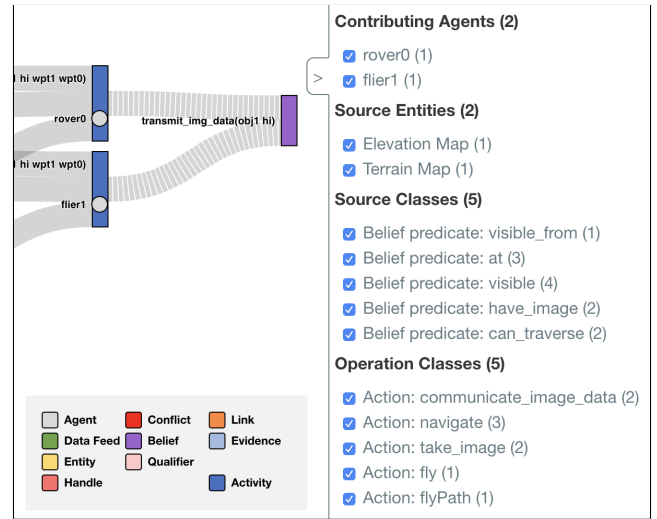 Contributing Agents (2)
rover0 (1)
flier1 (1)
Source Entities (2)
Elevation Map (1)
Terrain Map (1)
Source Classes (5)
Belief predicate: visible_from (1)
Belief predicate: at (3)
Belief predicate: visible (4)
Belief predicate: have_image (2)
Belief predicate: can_traverse (2)
Operation Classes (5)
Action: communicate_image_data (2)
Action: navigate (3)
Action: take_image (2)
Action: fly (1)
Action: flyPath (1)
>
hi wpt1 wpt0)
rover0
transmit_img_data(obj1 hi)
hi wpt1 wpt0)
flier1
Agent Conflict Link
Data Feed Belief Evidence
Entity Qualifier
Handle Activity